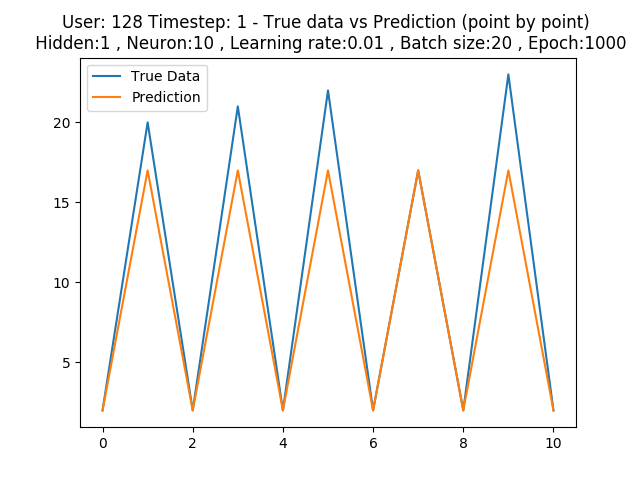 User: 128 Timestep: 1 - True data vs Prediction (point by point)
Hidden:1 , Neuron:10 , Learning rate:0.01 , Batch size:20 , Epoch:1000
True Data
Prediction
20
15
10
5
0 2 4 6 8 10